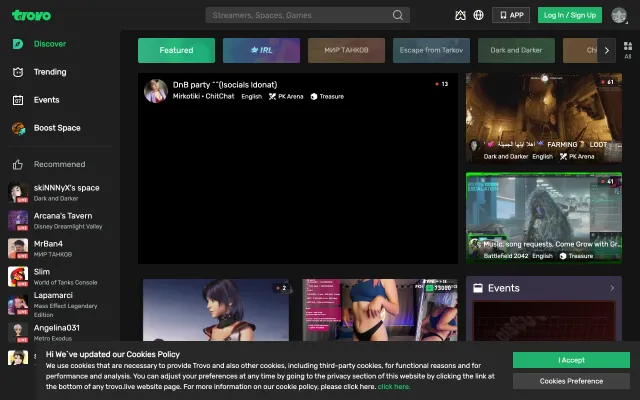 trovo
Streamers, Spaces, Games
APP
Log In / Sign Up
Discover
Trending
Events
Boost Space
Recommened
skiNNNyX's space
Dark and Darker
Arcana's Tavern
Disney Dreamlight Valley
MrBan4
МИР ТАНКОВ
Slim
World of Tanks Console
Lapamarci
Mass Effect Legendary
Edition
Angelina031
Metro Exodus
Featured
IRL
МИР ТАНКОВ
Escape from Tarkov
Dark and Darker
All
DnB party ^^(!socials !donat)
13
Mirkotiki • ChitChat English PK Arena Treasure
61
FARMING LOOT
Dark and Darker English PK Arena
41
Music, song requests, Come Grow with Gr...
Battlefield 2042 English Treasure
2
Events
Hi We`ve updated our Cookies Policy
We use cookies that are necessary to provide Trovo and also other cookies, including third-party cookies, for functional reasons and for
performance and analysis. You can adjust your preferences at any time by going to the privacy section of this website by clicking the link at
the bottom of any trovo.live website page. For more information on our cookie policy, please click here. click here.
I Accept
Cookies Preference